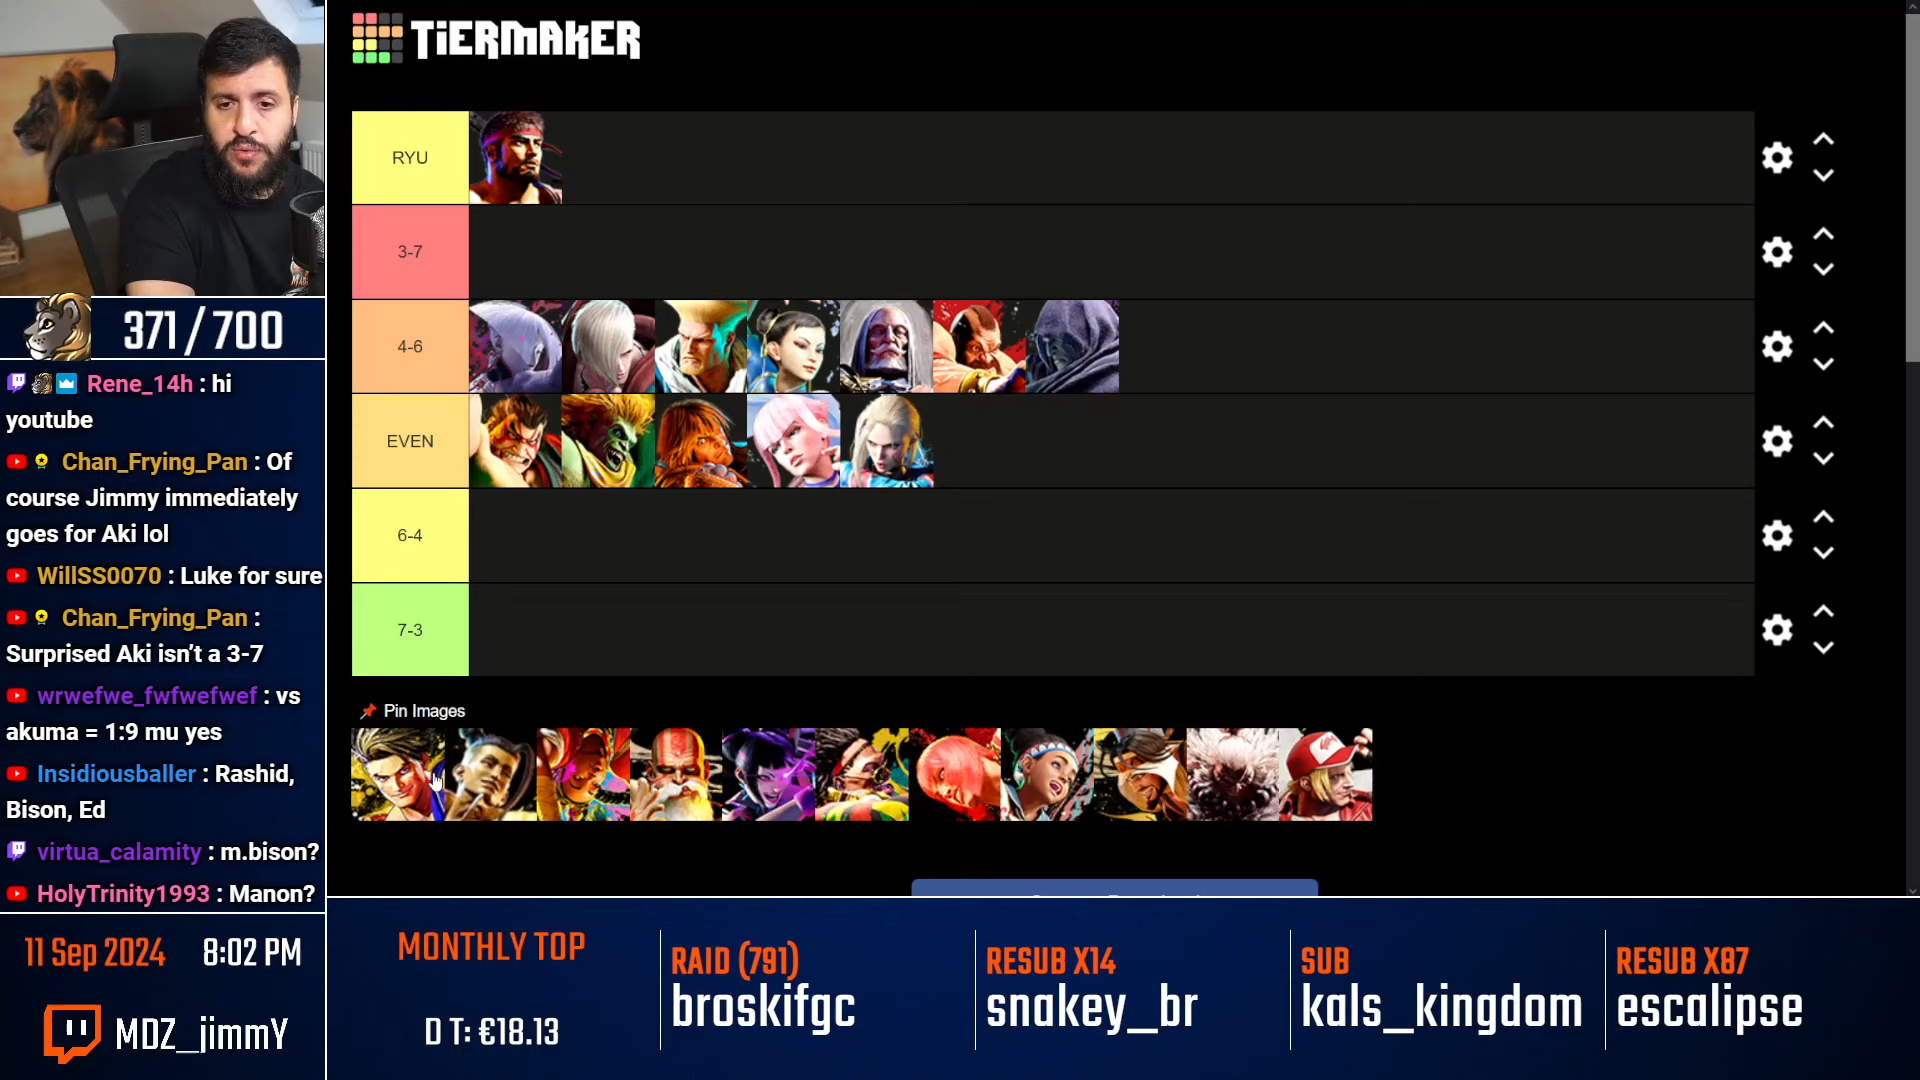 TiERMAKER
RYU
3-7
4-6
EVEN
6-4
7-3
Pin Images
371/700
Rene_14h : hi
youtube
Chan_Frying_Pan : Of
course Jimmy immediately
goes for Aki lol
WillSS0070 : Luke for sure
Chan_Frying_Pan :
Surprised Aki isn’t a 3-7
wrwefwe_fwfwefwef : vs
akuma = 1:9 mu yes
Insidiousballer : Rashid,
Bison, Ed
virtua_calamity : m.bison?
HolyTrinity1993 : Manon?
11 Sep 2024 8:02 PM
MDZ_jimmY
MONTHLY TOP
D T: €18.13
RAID (791)
broskifgc
RESUB X14
snakey_br
SUB
kals_kingdom
RESUB X87
escalipse